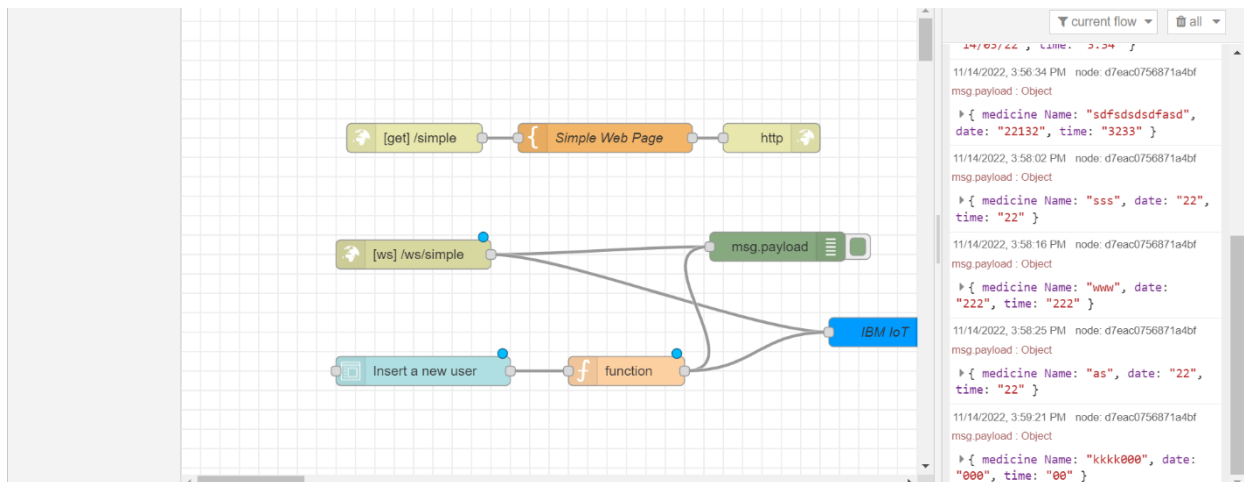 current flow
all
14/03/22", time: "3:34" }
11/14/2022, 3:56:34 PM node: d7eac0756871a4bf
msg.payload : Object
{ medicine Name: "sdfsdsdsdfasd",
date: "22132", time: "3233" }
11/14/2022, 3:58:02 PM node: d7eac0756871a4bf
msg.payload : Object
{ medicine Name: "sss", date: "22",
time: "22" }
11/14/2022, 3:58:16 PM node: d7eac0756871a4bf
msg.payload : Object
{ medicine Name: "www", date:
"222", time: "222" }
11/14/2022, 3:58:25 PM node: d7eac0756871a4bf
msg.payload : Object
{ medicine Name: "as", date: "22",
time: "22" }
11/14/2022, 3:59:21 PM node: d7eac0756871a4bf
msg.payload : Object
{ medicine Name: "kkkk000", date:
"000", time: "00" }
[get] /simple
Simple Web Page
http
[ws] /ws/simple
msg.payload
IBM IoT
Insert a new user
function